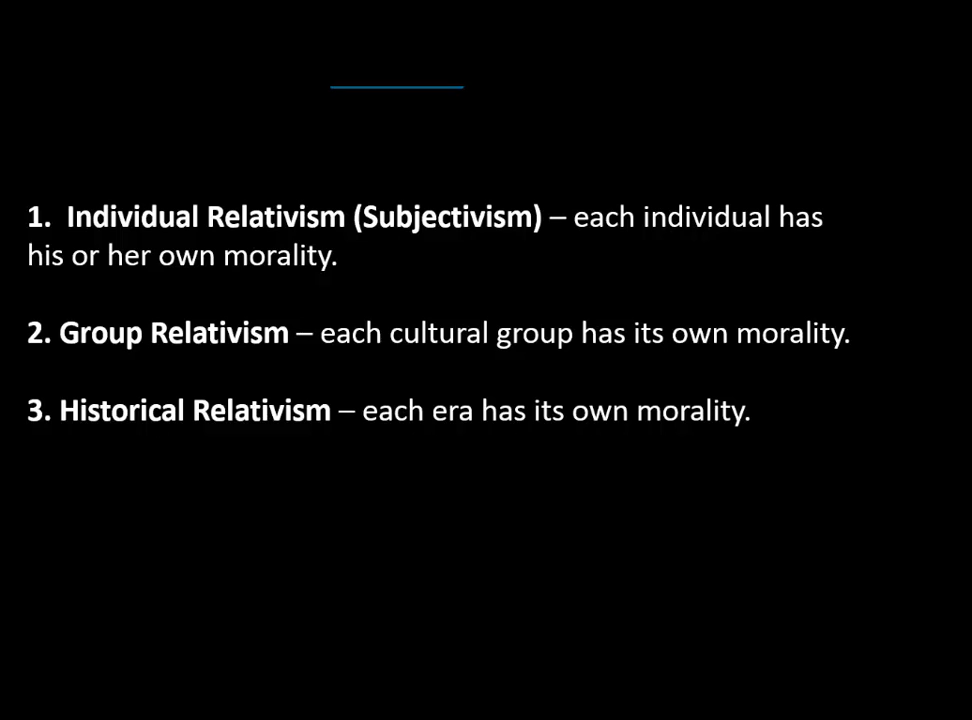 1.  Individual Relativism (Subjectivism) – each individual has
his or her own morality.
2. Group Relativism – each cultural group has its own morality.
3. Historical Relativism – each era has its own morality.